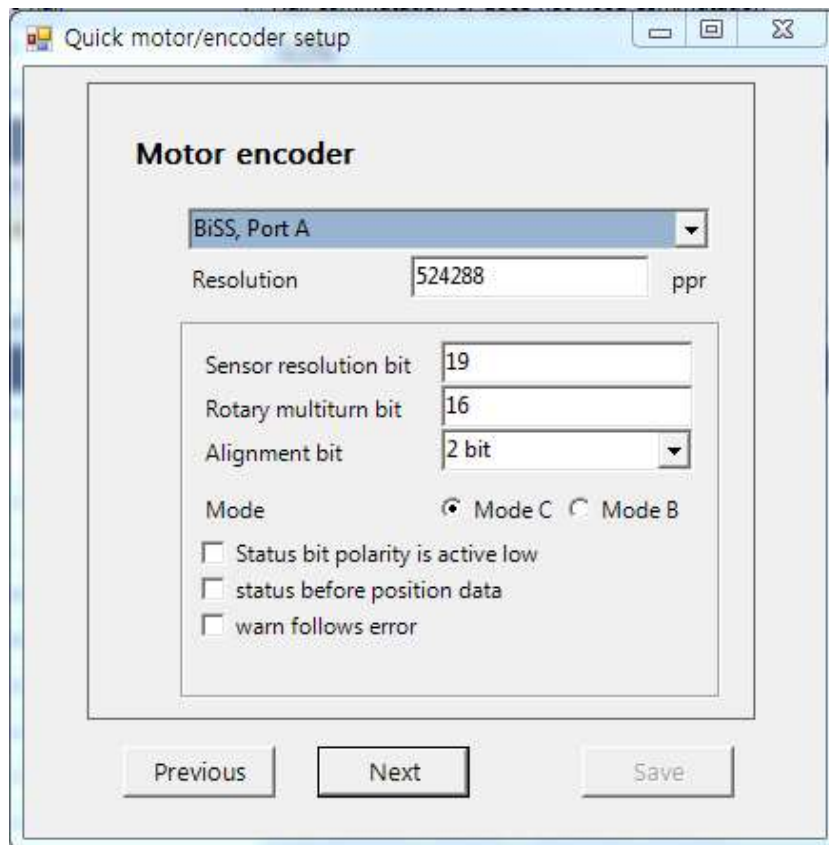 Quick motor/encoder setup
Motor encoder
BiSS, Port A
Resolution 524288 ppr
Sensor resolution bit 19
Rotary multiturn bit 16
Alignment bit 2 bit
Mode Mode C Mode B
Status bit polarity is active low
status before position data
warn follows error
Previous Next Save